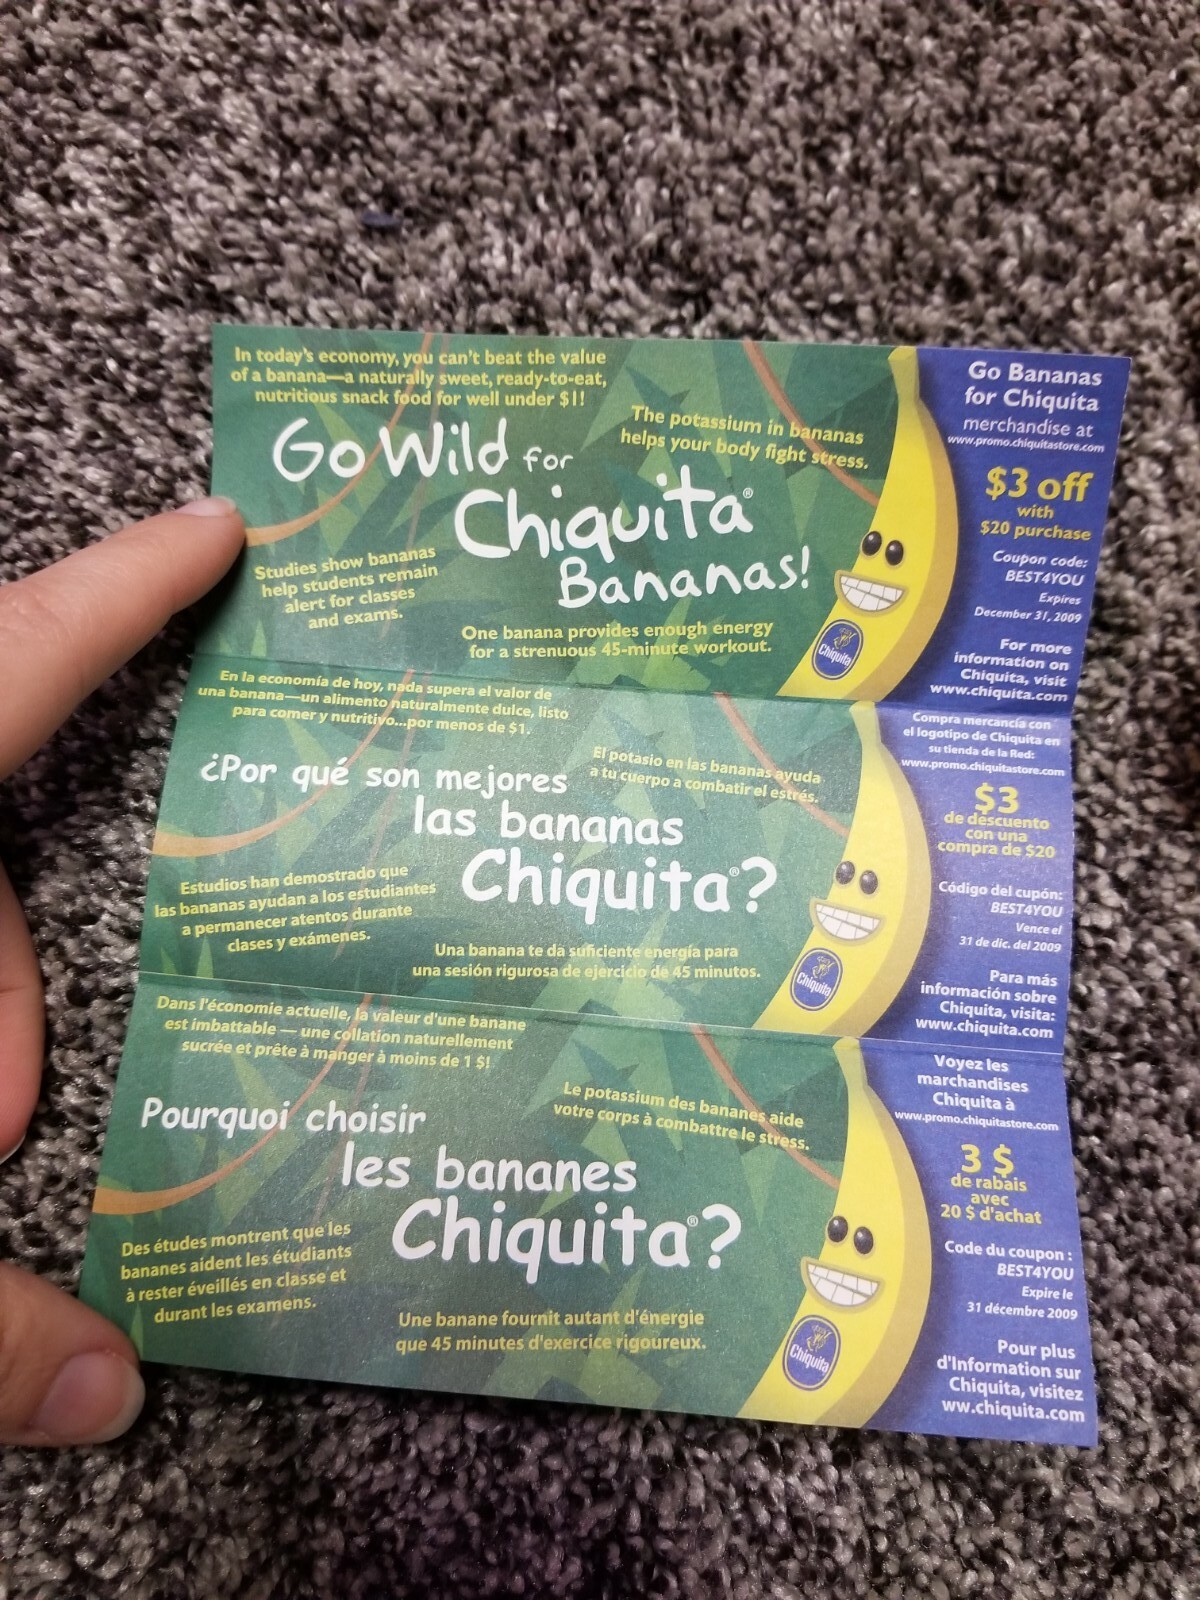 In today's economy, you can't beat the value
of a banana—a naturally sweet, ready-to-eat,
nutritious snack food for well under $1!
The potassium in bananas
helps your body fight stress.
Go Wild for
Chiquita®
Bananas!
Studies show bananas
help students remain
alert for classes
and exams.
One banana provides enough energy
for a strenuous 45-minute workout.
Chiquita
Go Bananas
for Chiquita
merchandise at
www.promo.chiquitastore.com
$3 off
with
$20 purchase
Coupon code:
BEST4YOU
Expires
December 31, 2009
For more
information on
Chiquita, visit
www.chiquita.com
En la economía de hoy, nada supera el valor de
una banana—un alimento naturalmente dulce, listo
para comer y nutritivo...por menos de $1.
El potasio en las bananas ayuda
a tu cuerpo a combatir el estrés.
¿Por qué son mejores
las bananas
Chiquita®?
Estudios han demostrado que
las bananas ayudan a los estudiantes
a permanecer atentos durante
clases y exámenes.
Una banana te da suficiente energía para
una sesión rigurosa de ejercicio de 45 minutos.
Chiquita
Compra mercancía con
el logotipo de Chiquita en
su tienda de la Red:
www.promo.chiquitastore.com
$3
de descuento
con una
compra de $20
Código del cupón:
BEST4YOU
Vence el
31 de dic. del 2009
Para más
información sobre
Chiquita, visita:
www.chiquita.com
Dans l'économie actuelle, la valeur d'une banane
est imbattable — une collation naturellement
sucrée et prête à manger à moins de 1 $!
Le potassium des bananes aide
votre corps à combattre le stress.
Pourquoi choisir
les bananes
Chiquita®?
Des études montrent que les
bananes aident les étudiants
à rester éveillés en classe et
durant les examens.
Une banane fournit autant d'énergie
que 45 minutes d'exercice rigoureux.
Chiquita
Voyez les
marchandises
Chiquita à
www.promo.chiquitastore.com
3 $
de rabais
avec
20 $ d'achat
Code du coupon :
BEST4YOU
Expire le
31 décembre 2009
Pour plus
d'Information sur
Chiquita, visitez
ww.chiquita.com